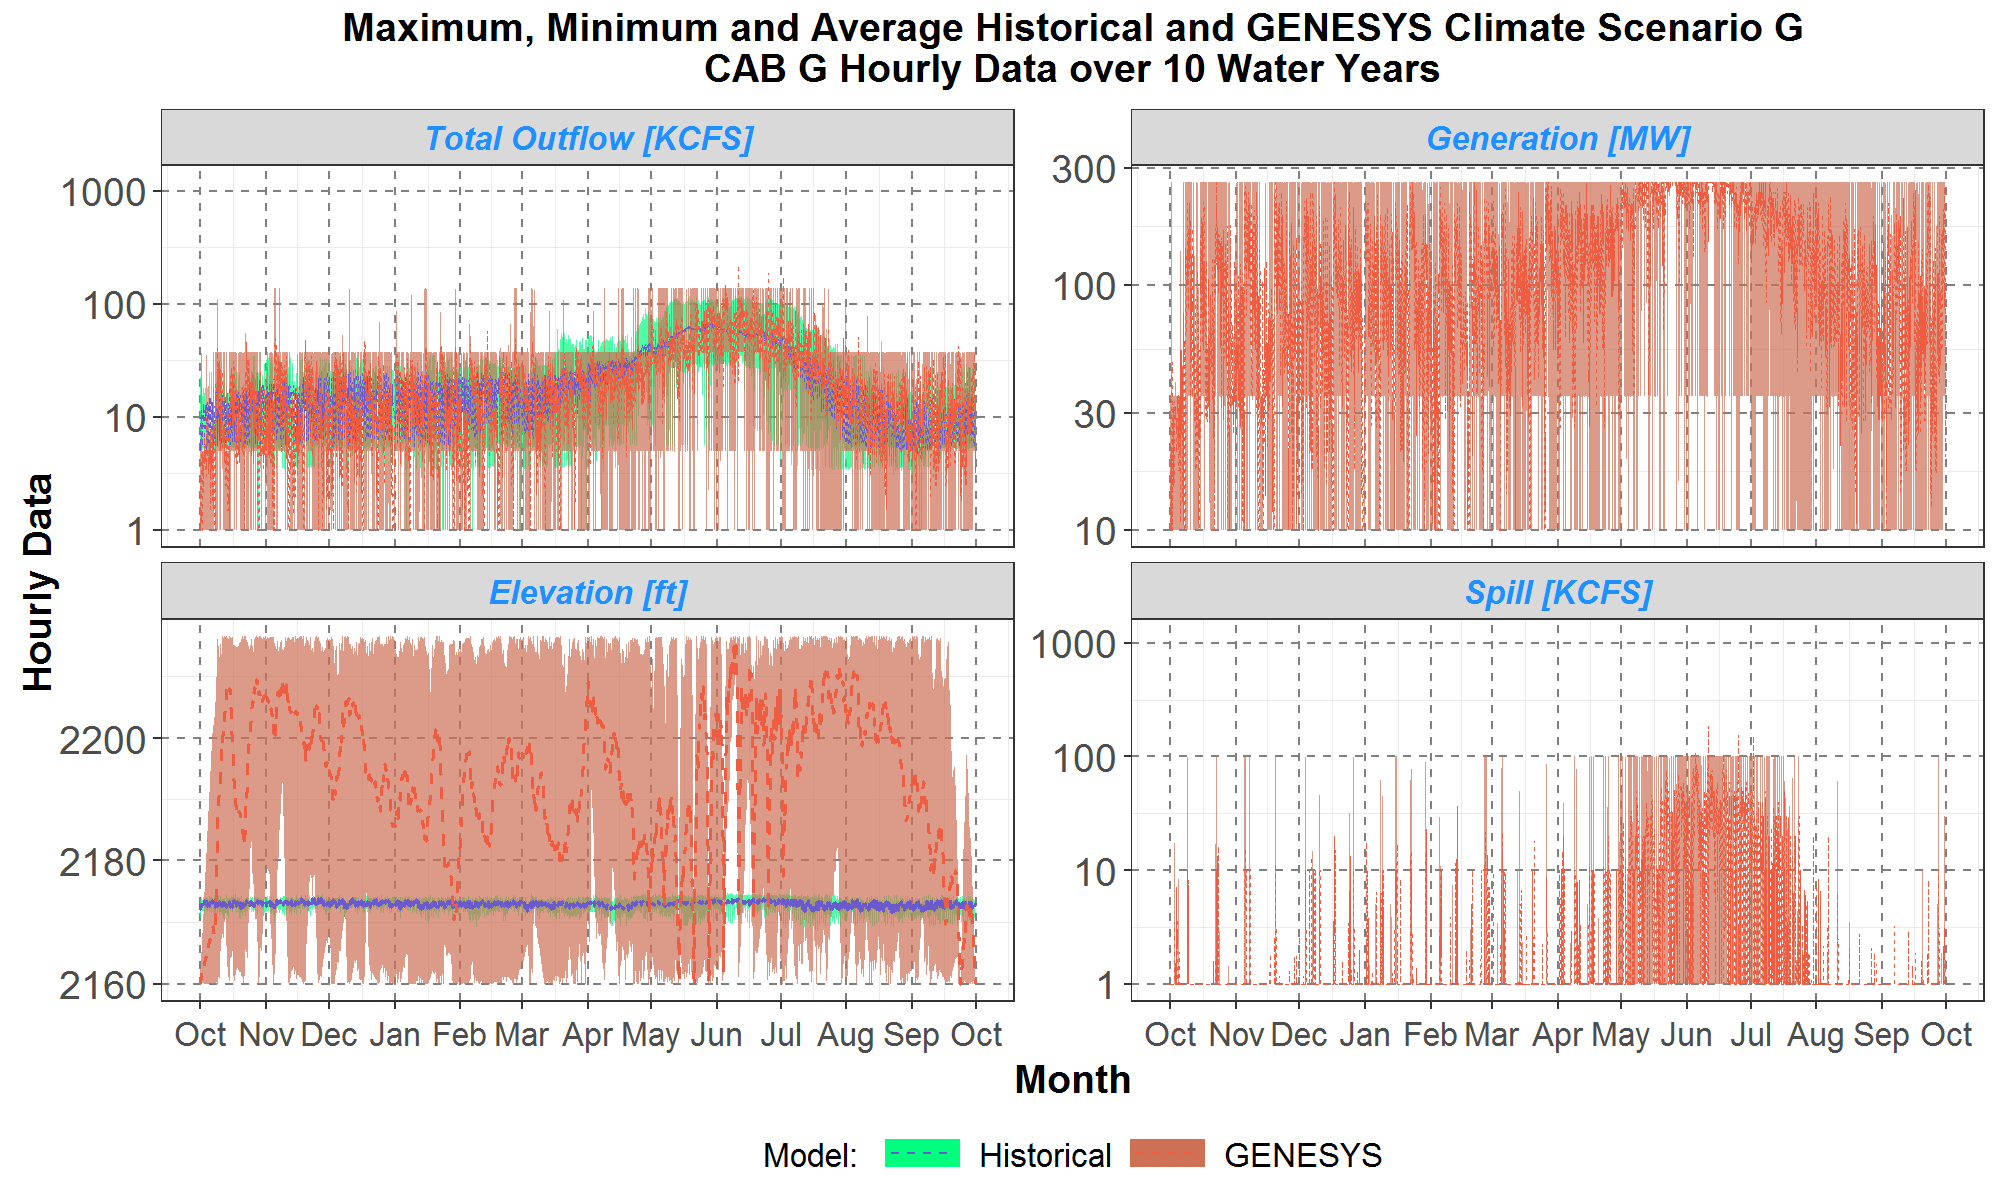 Maximum, Minimum and Average Historical and GENESYS Climate Scenario G
CAB G Hourly Data over 10 Water Years
Total Outflow [KCFS]
1000
100
10
1
Generation [MW]
300
100
30
10
Hourly Data
Elevation [ft]
2200
2180
2160
Oct Nov Dec Jan Feb Mar Apr May Jun Jul Aug Sep Oct
Spill [KCFS]
1000
100
10
1
Oct Nov Dec Jan Feb Mar Apr May Jun Jul Aug Sep Oct
Month
Model: Historical GENESYS